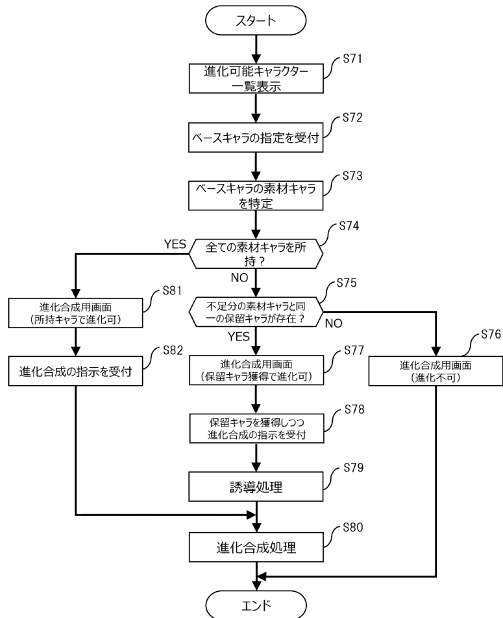 スタート
S71
進化可能キャラクター
一覧表示
S72
ベースキャラの指定を受付
S73
ベースキャラの素材キャラ
を特定
S74
全ての素材キャラを所
持？
YES
NO
S75
不足分の素材キャラと同
一の保留キャラが存在？
YES
NO
S81
進化合成用画面
(所持キャラで進化可)
S82
進化合成の指示を受付
S77
進化合成用画面
(保留キャラ獲得で進化可)
S76
進化合成用画面
(進化不可)
S78
保留キャラを獲得しつつ
進化合成の指示を受付
S79
誘導処理
S80
進化合成処理
エンド